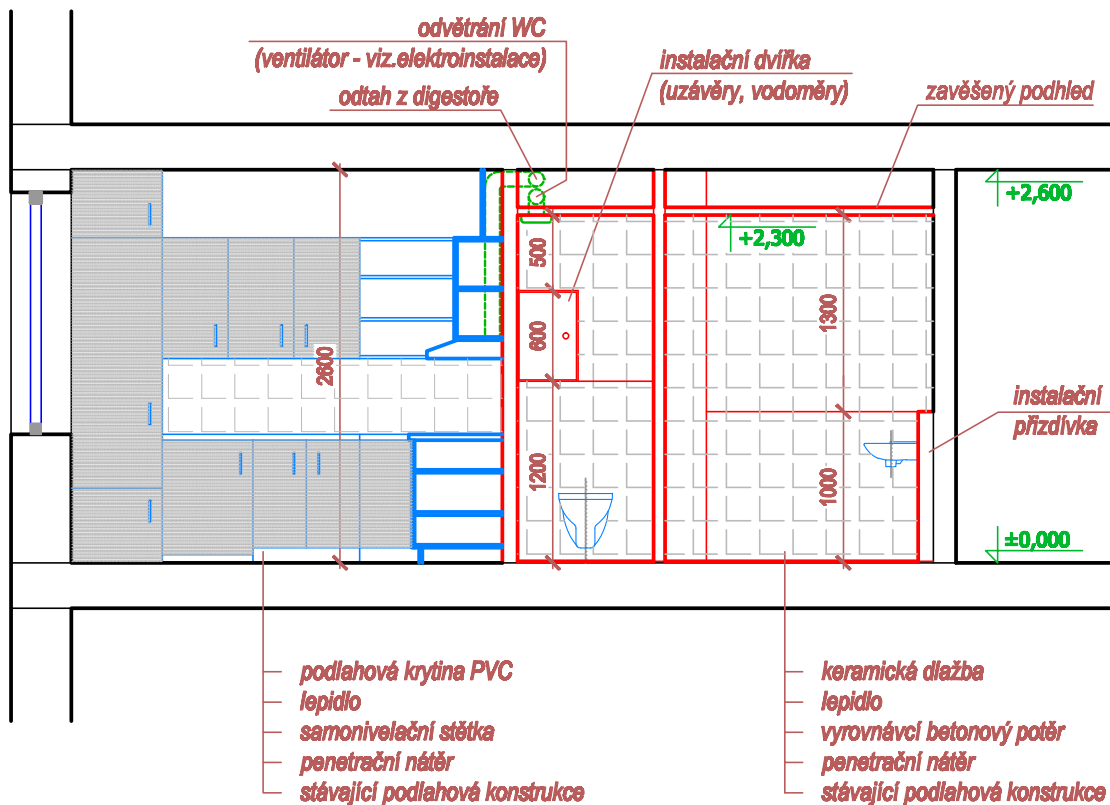 odvětrání WC
(ventilátor - viz.elektroinstalace)
odtah z digestoře
instalační dvířka
(uzávěry, vodoměry)
zavěšený podhled
+2,600
+2,300
500
600
1200
2600
1300
1000
instalační
přizdívka
±0,000
podlahová krytina PVC
lepidlo
samonivelační stětka
penetrační nátěr
stávající podlahová konstrukce
keramická dlažba
lepidlo
vyrovnávcí betonový potěr
penetrační nátěr
stávající podlahová konstrukce